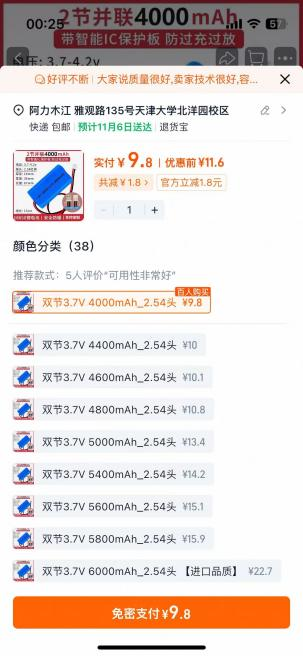 00:25
5
2节并联4000mAh
带智能IC保护板 防过充过放
电压: 3.7-4.2v
好评不断 | 大家说质量很好,卖家技术很好,容...
阿力木江 雅观路135号天津大学北洋园校区
快递 包邮 | 预计11月6日送达 | 退货宝
实付 ¥9.8 | 优惠前 ¥11.6
共减 ¥1.8 >
官方立减1.8元
- 1 +
颜色分类（38）
推荐款式：5人评价“可用性非常好”
百人购买
双节3.7V 4000mAh_2.54头 ¥9.8
双节3.7V 4400mAh_2.54头 ¥10
双节3.7V 4600mAh_2.54头 ¥10.1
双节3.7V 4800mAh_2.54头 ¥10.8
双节3.7V 5000mAh_2.54头 ¥13.4
双节3.7V 5400mAh_2.54头 ¥14.2
双节3.7V 5600mAh_2.54头 ¥15.1
双节3.7V 5800mAh_2.54头 ¥15.9
双节3.7V 6000mAh_2.54头 【进口品质】 ¥22.7
免密支付 ¥9.8